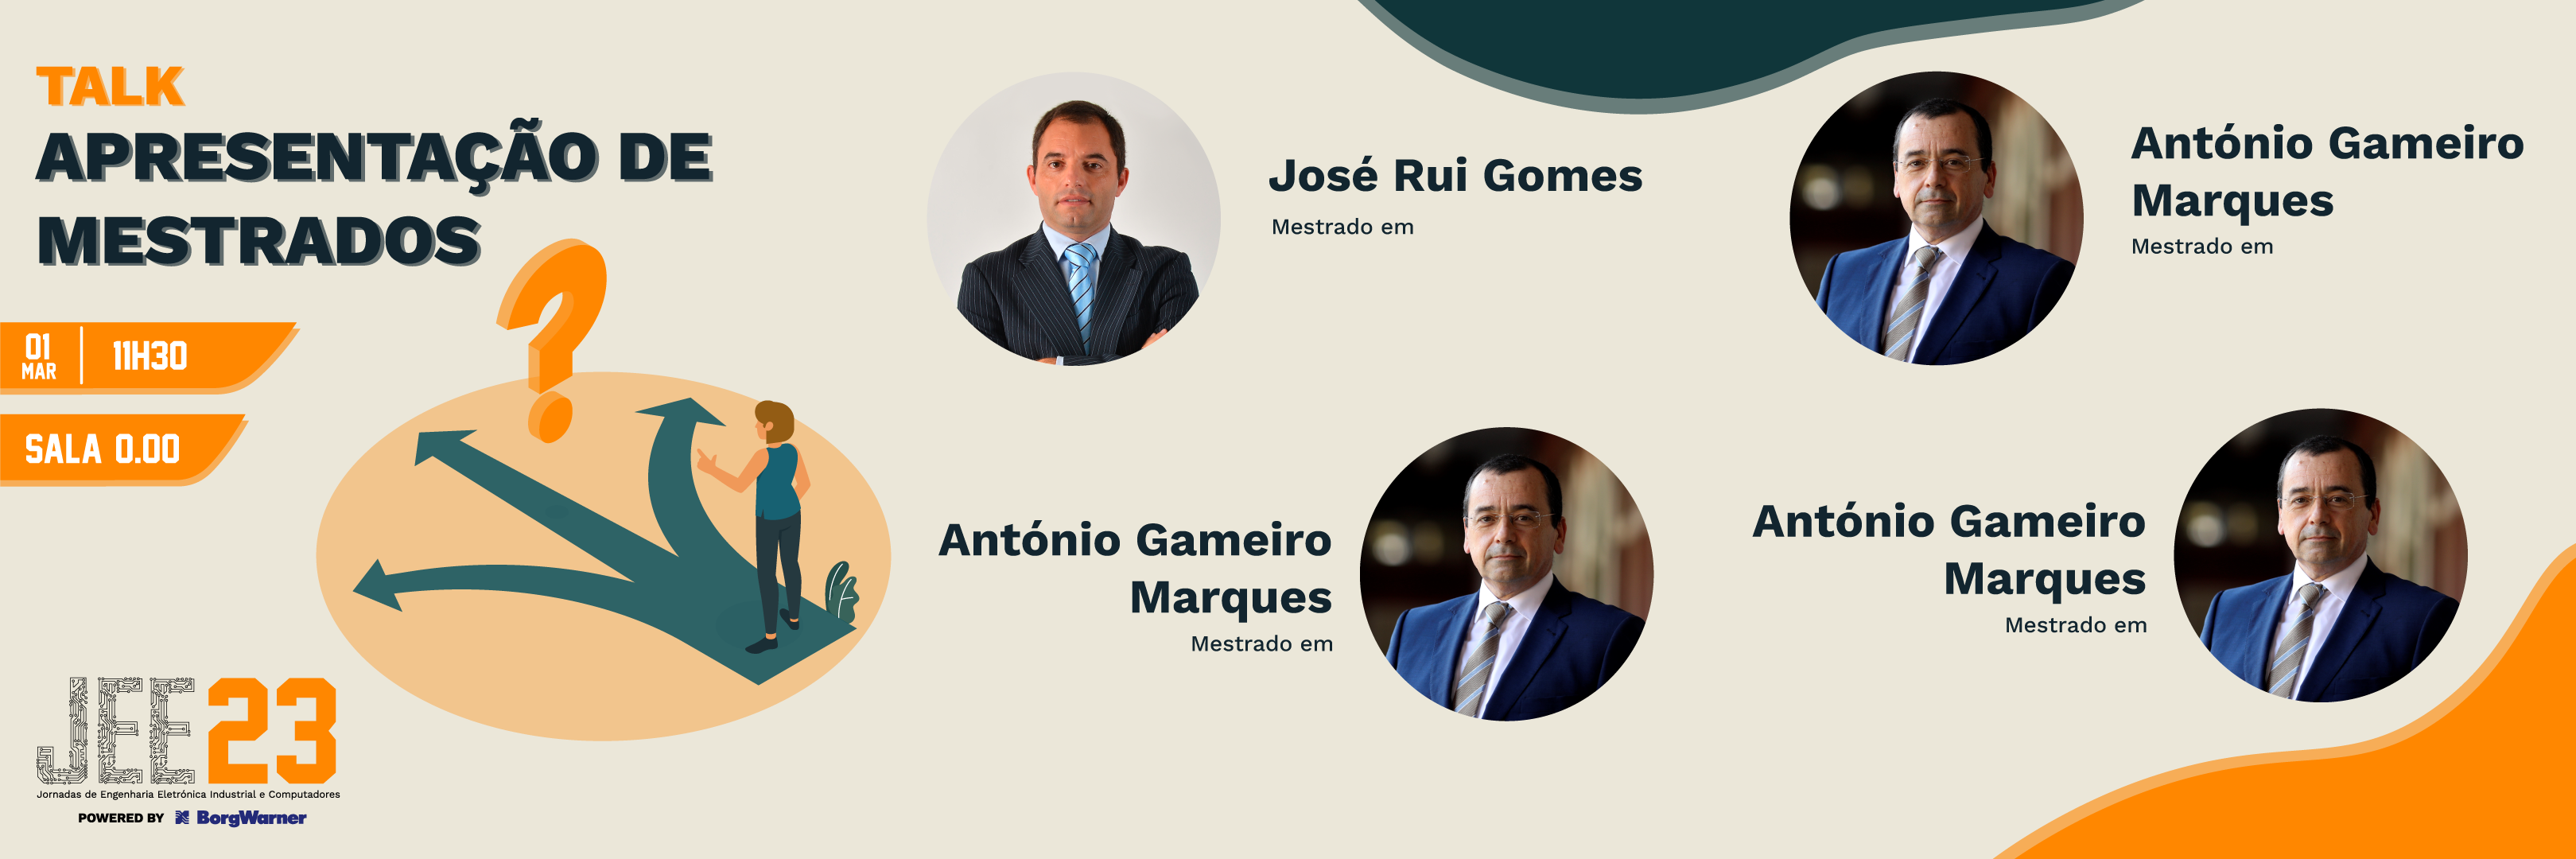 TALK
APRESENTAÇÃO DE
MESTRADOS
01
MAR
11H30
SALA 0.00
José Rui Gomes
Mestrado em
António Gameiro
Marques
Mestrado em
António Gameiro
Marques
Mestrado em
António Gameiro
Marques
Mestrado em
JEE23
Jornadas de Engenharia Eletrónica Industrial e Computadores
POWERED BY BorgWarner